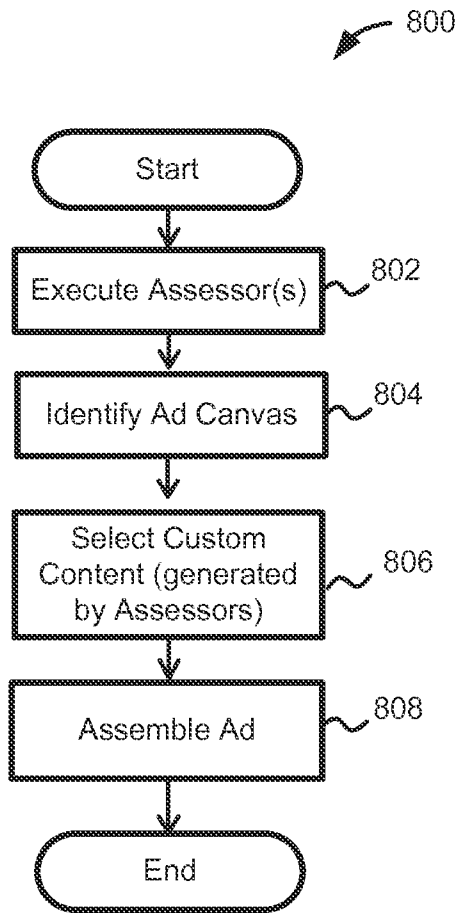 800
Start
Execute Assessor(s)
802
Identify Ad Canvas
804
Select Custom
Content (generated
by Assessors)
806
Assemble Ad
808
End